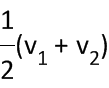 1/2(v₁ + v₂)